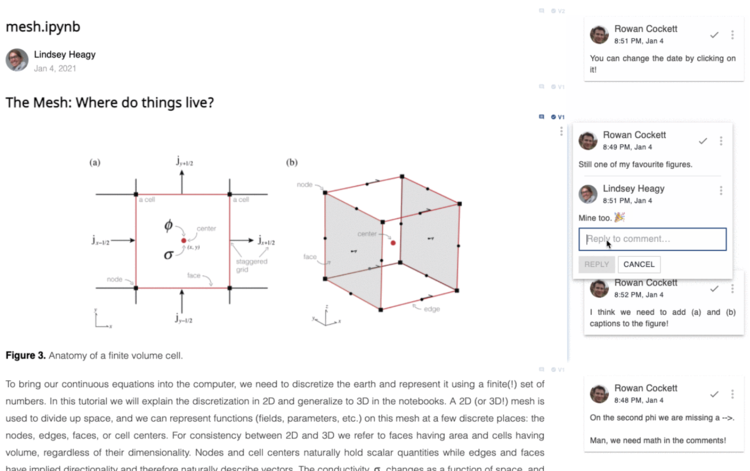 mesh.ipynb
Lindsey Heagy
Jan 4, 2021
The Mesh: Where do things live?
(a)
j_y+1/2
a cell
a cell
ϕ
center
(x, y)
j_x−1/2
j_x+1/2
σ
staggered
grid
node
face
j_y−1/2
z
x
(b)
node
center
face
edge
z
y
x
Figure 3. Anatomy of a finite volume cell.
To bring our continuous equations into the computer, we need to discretize the earth and represent it using a finite(!) set of
numbers. In this tutorial we will explain the discretization in 2D and generalize to 3D in the notebooks. A 2D (or 3D!) mesh is
used to divide up space, and we can represent functions (fields, parameters, etc.) on this mesh at a few discrete places: the
nodes, edges, faces, or cell centers. For consistency between 2D and 3D we refer to faces having area and cells having
volume, regardless of their dimensionality. Nodes and cell centers naturally hold scalar quantities while edges and faces
have implied directionality and therefore naturally describe vectors. The conductivity, σ, changes as a function of space, and
V2
V1
V1
V1
Rowan Cockett
8:51 PM, Jan 4
You can change the date by clicking on
it!
Rowan Cockett
8:49 PM, Jan 4
Still one of my favourite figures.
Lindsey Heagy
8:51 PM, Jan 4
Mine too. 🎉
Reply to comment...
REPLY
CANCEL
Rowan Cockett
8:52 PM, Jan 4
I think we need to add (a) and (b)
captions to the figure!
Rowan Cockett
8:48 PM, Jan 4
On the second phi we are missing a -->.
Man, we need math in the comments!